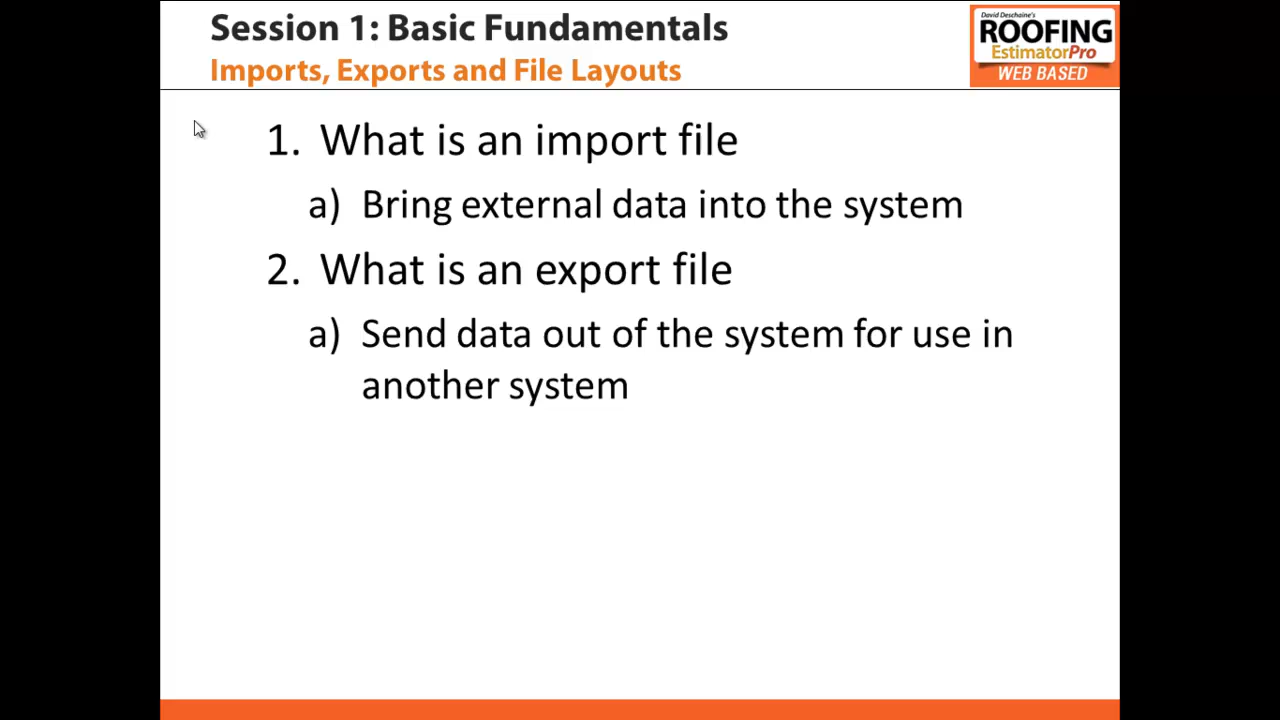 Session 1: Basic Fundamentals
Imports, Exports and File Layouts
David Deschaine's
ROOFING
EstimatorPro
WEB BASED
1. What is an import file
a) Bring external data into the system
2. What is an export file
a) Send data out of the system for use in
another system